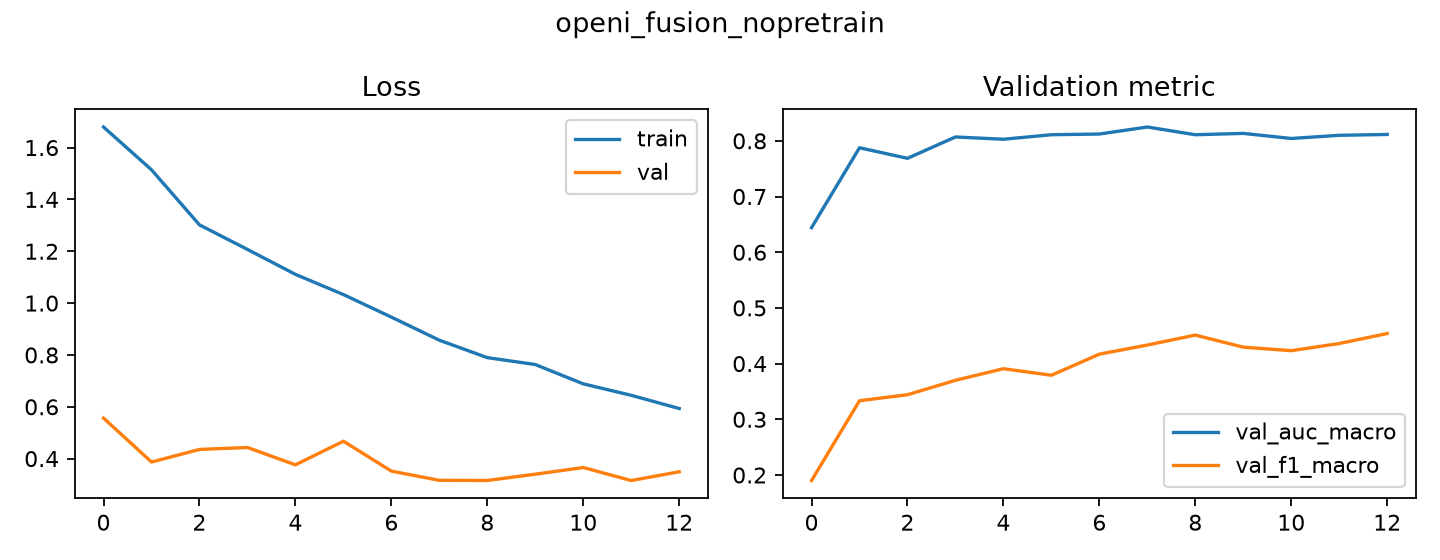 openi_fusion_nopretrain
Loss
1.6
1.4
1.2
1.0
0.8
0.6
0.4
0 2 4 6 8 10 12
train
val
Validation metric
0.8
0.7
0.6
0.5
0.4
0.3
0.2
0 2 4 6 8 10 12
val_auc_macro
val_f1_macro